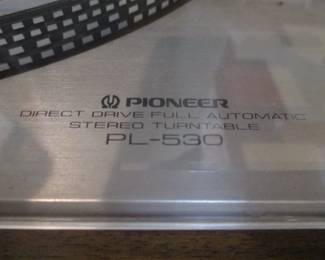 PIONEER
DIRECT DRIVE FULL AUTOMATIC
STEREO TURNTABLE
PL-530